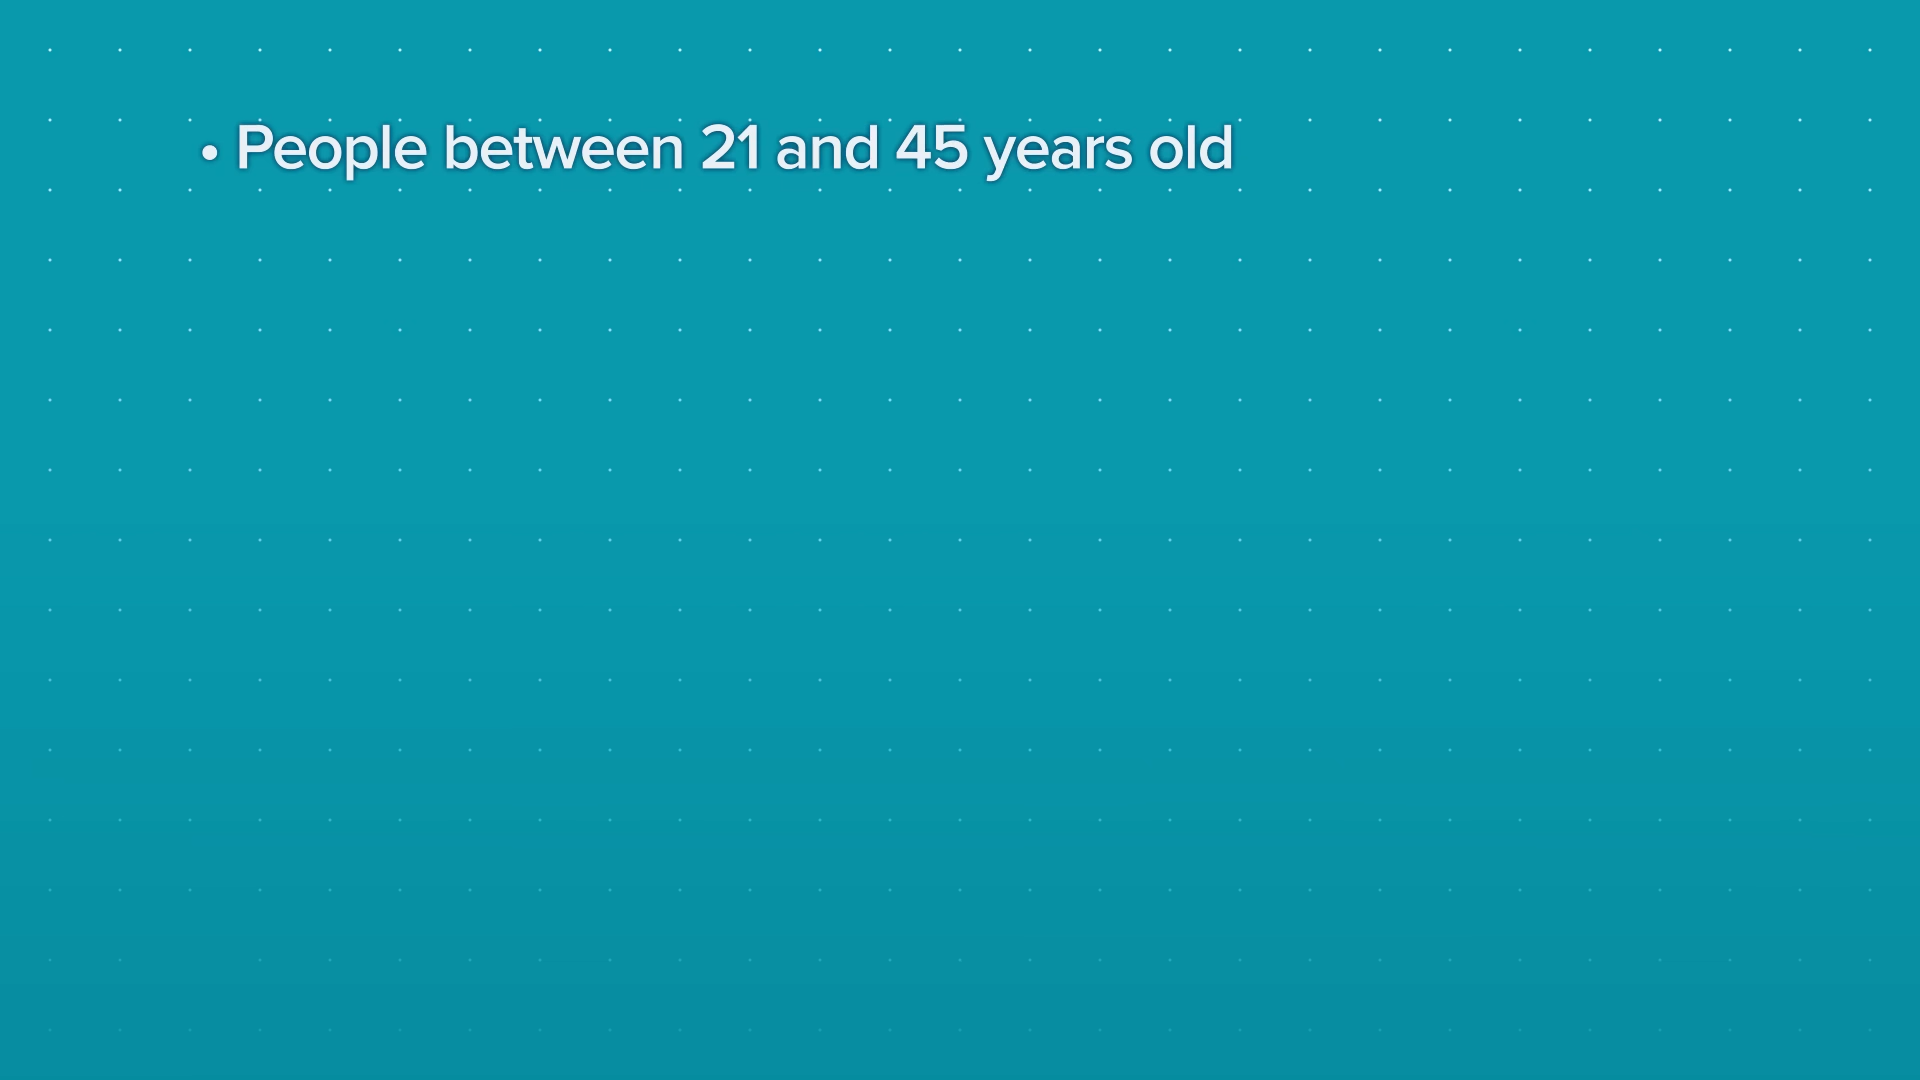 • People between 21 and 45 years old